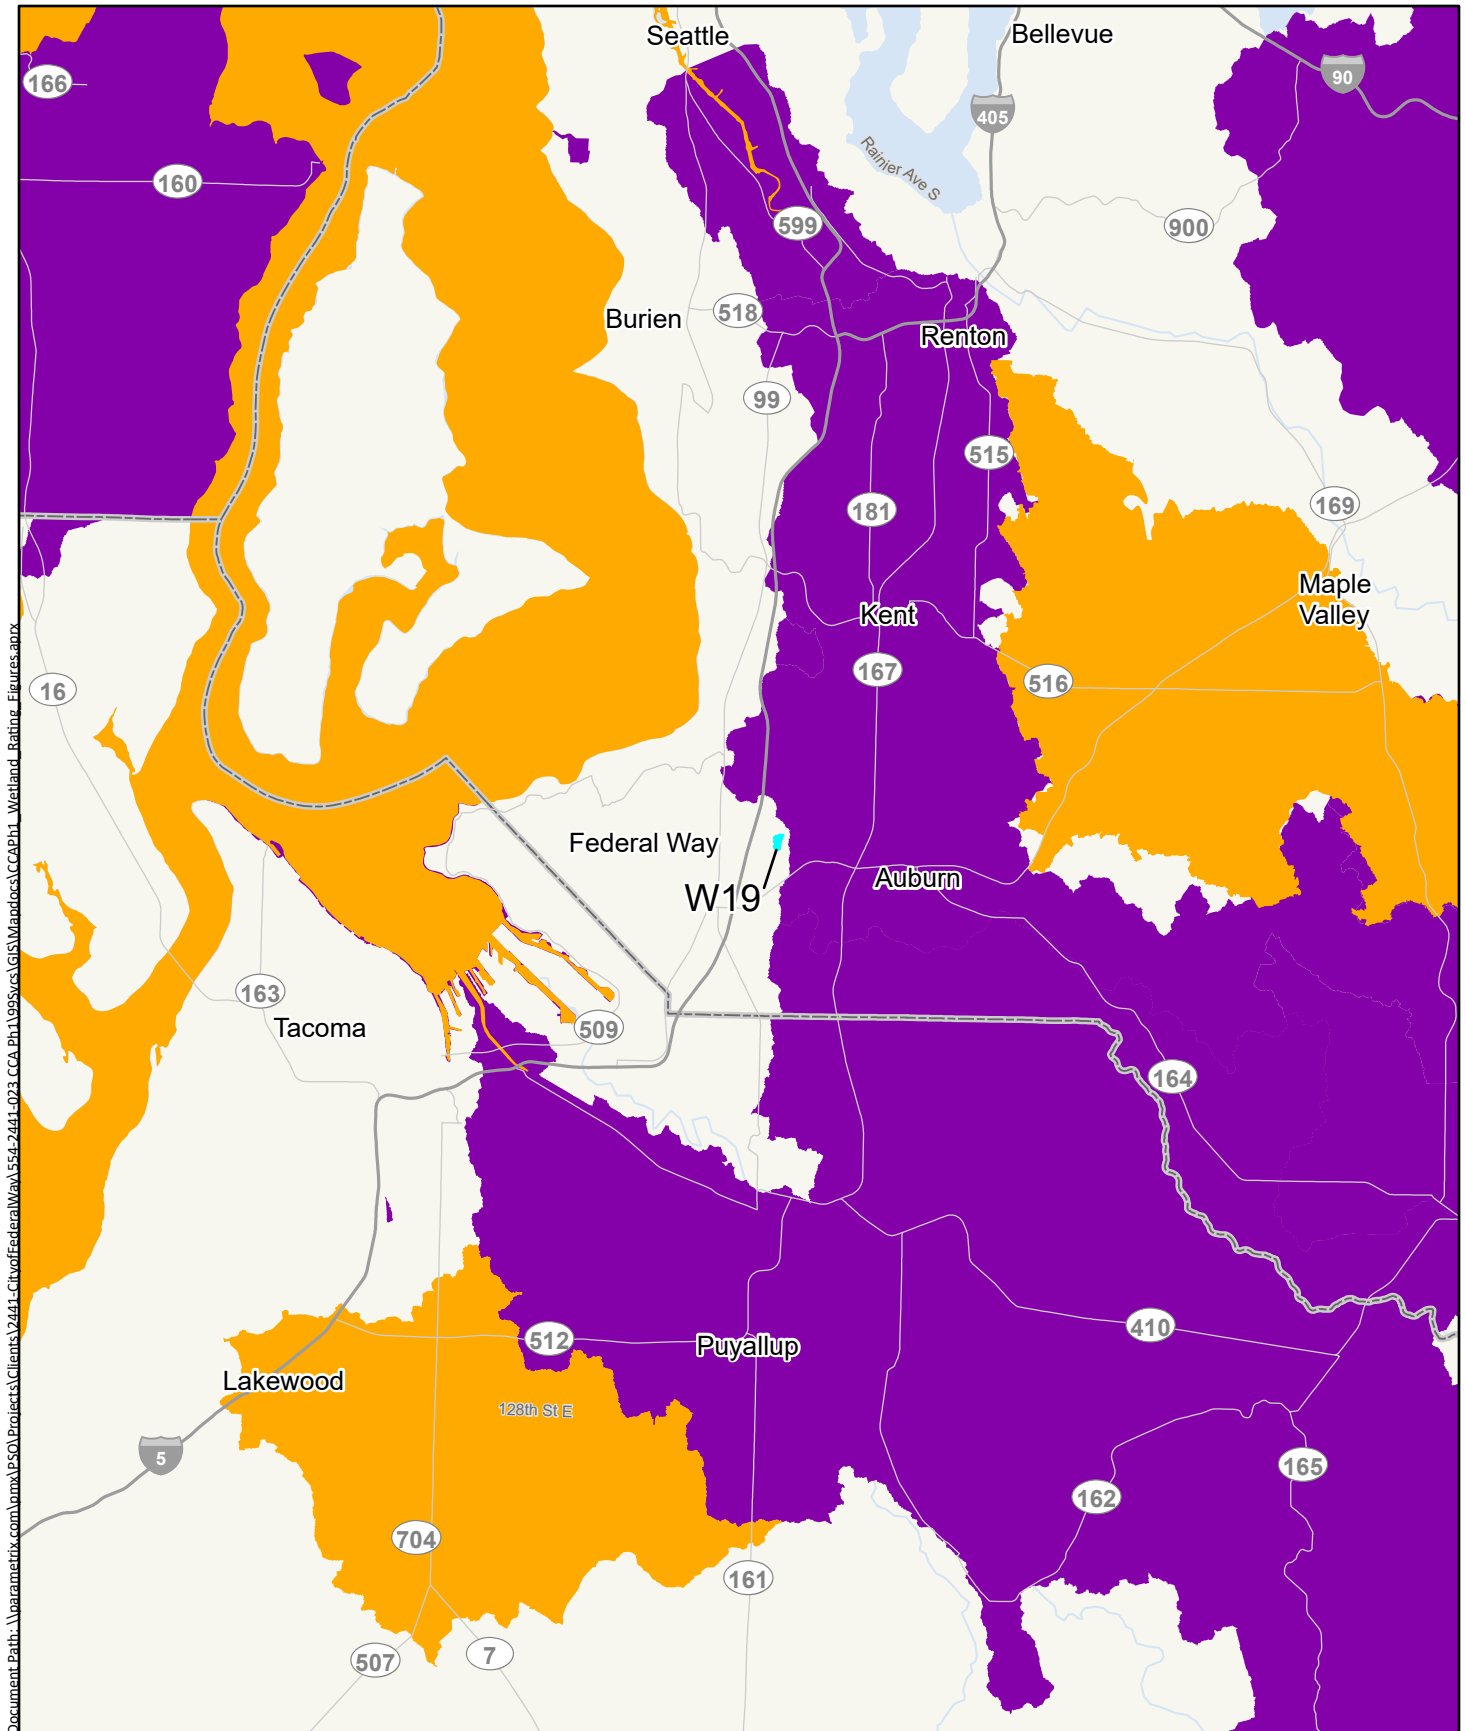 Seattle
Bellevue
166
90
405
Rainier Ave S
160
599
900
518
Burien
Renton
99
515
181
169
Maple
Valley
Kent
167
516
16
Federal Way
W19
Auburn
163
Tacoma
509
164
512
Puyallup
410
Lakewood
128th St E
5
165
162
704
161
507
7
Document Path: \\parametrix.com\pmx\PSO\Projects\Clients\2441-CityofFederalWay\554-2441-023 CCA Ph1\99Svcs\GIS\Mapdocs\CCAPh1_Wetland_Rating_Figures.aprx